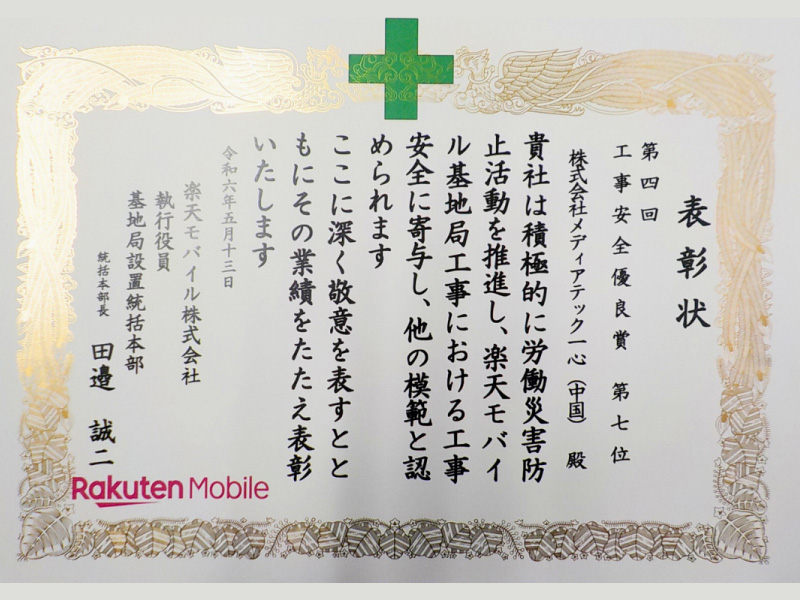 表彰状
第四回
工事安全優良賞 第七位
株式会社メディアテック一心(中国) 殿
貴社は積極的に労働災害防
止活動を推進し、楽天モバイ
ル基地局工事における工事
安全に寄与し、他の模範と認
められます
ここに深く敬意を表すとと
もにその業績をたたえ表彰
いたします
令和六年五月十三日
楽天モバイル株式会社
執行役員
基地局設置統括本部
統括本部長 田邉 誠二
Rakuten Mobile